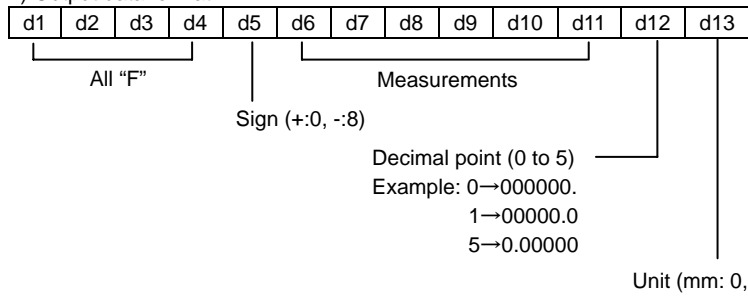 d1 d2 d3 d4 d5 d6 d7 d8 d9 d10 d11 d12 d13
All “F”
Measurements
Sign (+:0, -:8)
Decimal point (0 to 5)
Example: 0→000000.
1→00000.0
5→0.00000
Unit (mm: 0,